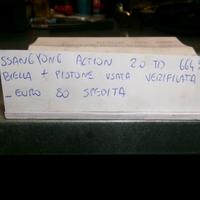 SSANGYONG ACTION 2.0 TD 664
BIELLA + PISTONE USATA VERIFICATA
- EURO 80 SPEDITA